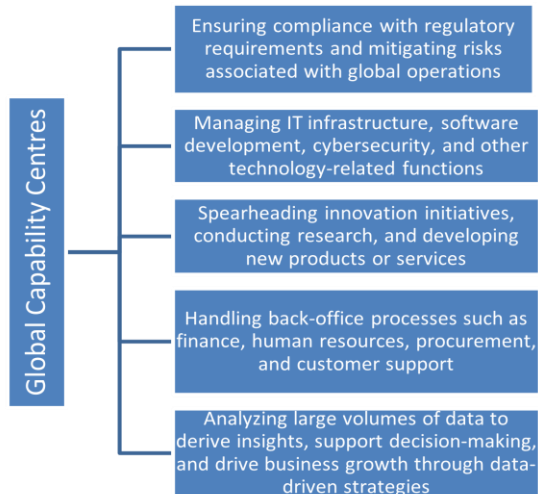 Global Capability Centres
Ensuring compliance with regulatory
requirements and mitigating risks
associated with global operations
Managing IT infrastructure, software
development, cybersecurity, and other
technology-related functions
Spearheading innovation initiatives,
conducting research, and developing
new products or services
Handling back-office processes such as
finance, human resources, procurement,
and customer support
Analyzing large volumes of data to
derive insights, support decision-making,
and drive business growth through data-
driven strategies